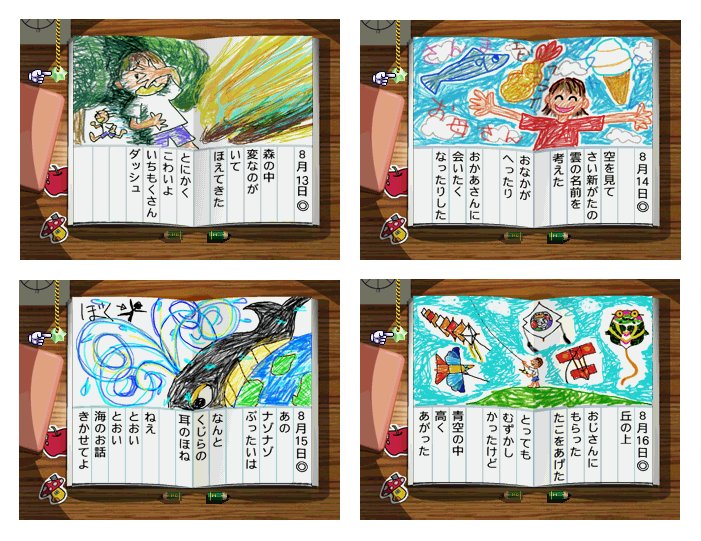 8月13日◎
森の中
変なのが
いて
ほえてきた
とにかく
こわいよ
いちもくさん
ダッシュ
さんま
お母さん
8月14日◎
空を見て
さい新がたの
雲の名前を
考えた
おなかが
へったり
おかあさんに
会いたく
なったりした
ぼく
8月15日◎
あの
ナゾナゾ
ぶったいは
なんと
くじらの
耳のほね
ねえ
とおい
とおい
海のお話
きかせてよ
8月16日◎
丘の上
おじさんに
もらった
たこをあげた
とっても
むずかし
かったけど
青空の中
高く
あがった